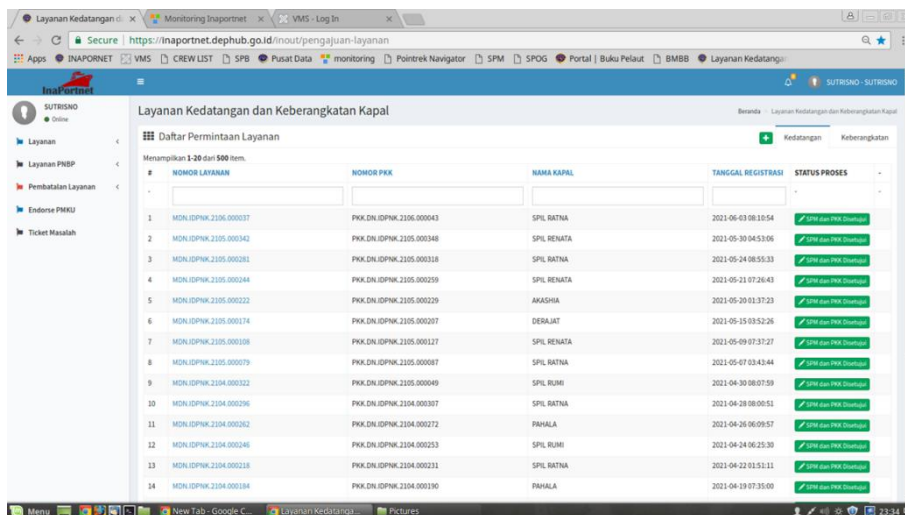 Layanan Kedatangan d
Monitoring Inaportnet
VMS - Log In
Secure https://inaportnet.dephub.go.id/inout/pengajuan-layanan
Apps INAPORNET VMS CREW LIST SPB Pusat Data monitoring Pointrek Navigator SPM SPOG Portal | Buku Pelaut BMBB Layanan Kedatangan
InaPortnet
SUTRISNO - SUTRISNO
SUTRISNO
Online
Layanan
Layanan PNBP
Pembatalan Layanan
Endorse PMKU
Ticket Masalah
Layanan Kedatangan dan Keberangkatan Kapal
Beranda > Layanan Kedatangan dan Keberangkatan Kapal
Daftar Permintaan Layanan
+ Kedatangan Keberangkatan
Menampilkan 1-20 dari 500 item.
# NOMOR LAYANAN NOMOR PKK NAMA KAPAL TANGGAL REGISTRASI STATUS PROSES -
1 MDN.IDPNK.2106.000037 PKK.DN.IDPNK.2106.000043 SPIL RATNA 2021-06-03 08:10:54 SPM dan PKK Disetujui
2 MDN.IDPNK.2105.000342 PKK.DN.IDPNK.2105.000348 SPIL RENATA 2021-05-30 04:53:06 SPM dan PKK Disetujui
3 MDN.IDPNK.2105.000281 PKK.DN.IDPNK.2105.000318 SPIL RATNA 2021-05-24 08:55:33 SPM dan PKK Disetujui
4 MDN.IDPNK.2105.000244 PKK.DN.IDPNK.2105.000259 SPIL RENATA 2021-05-21 07:26:43 SPM dan PKK Disetujui
5 MDN.IDPNK.2105.000222 PKK.DN.IDPNK.2105.000229 AKASHIA 2021-05-20 01:37:23 SPM dan PKK Disetujui
6 MDN.IDPNK.2105.000174 PKK.DN.IDPNK.2105.000207 DERAJAT 2021-05-15 03:52:26 SPM dan PKK Disetujui
7 MDN.IDPNK.2105.000108 PKK.DN.IDPNK.2105.000127 SPIL RENATA 2021-05-09 07:37:27 SPM dan PKK Disetujui
8 MDN.IDPNK.2105.000079 PKK.DN.IDPNK.2105.000087 SPIL RATNA 2021-05-07 03:43:44 SPM dan PKK Disetujui
9 MDN.IDPNK.2104.000322 PKK.DN.IDPNK.2105.000049 SPIL RUMI 2021-04-30 08:07:59 SPM dan PKK Disetujui
10 MDN.IDPNK.2104.000296 PKK.DN.IDPNK.2104.000307 SPIL RATNA 2021-04-28 08:00:51 SPM dan PKK Disetujui
11 MDN.IDPNK.2104.000262 PKK.DN.IDPNK.2104.000272 PAHALA 2021-04-26 06:09:57 SPM dan PKK Disetujui
12 MDN.IDPNK.2104.000246 PKK.DN.IDPNK.2104.000253 SPIL RUMI 2021-04-24 06:25:30 SPM dan PKK Disetujui
13 MDN.IDPNK.2104.000218 PKK.DN.IDPNK.2104.000231 SPIL RATNA 2021-04-22 01:51:11 SPM dan PKK Disetujui
14 MDN.IDPNK.2104.000184 PKK.DN.IDPNK.2104.000190 PAHALA 2021-04-19 07:35:00 SPM dan PKK Disetujui
Menu New Tab - Google C... Layanan Kedatanga... Pictures 23:34